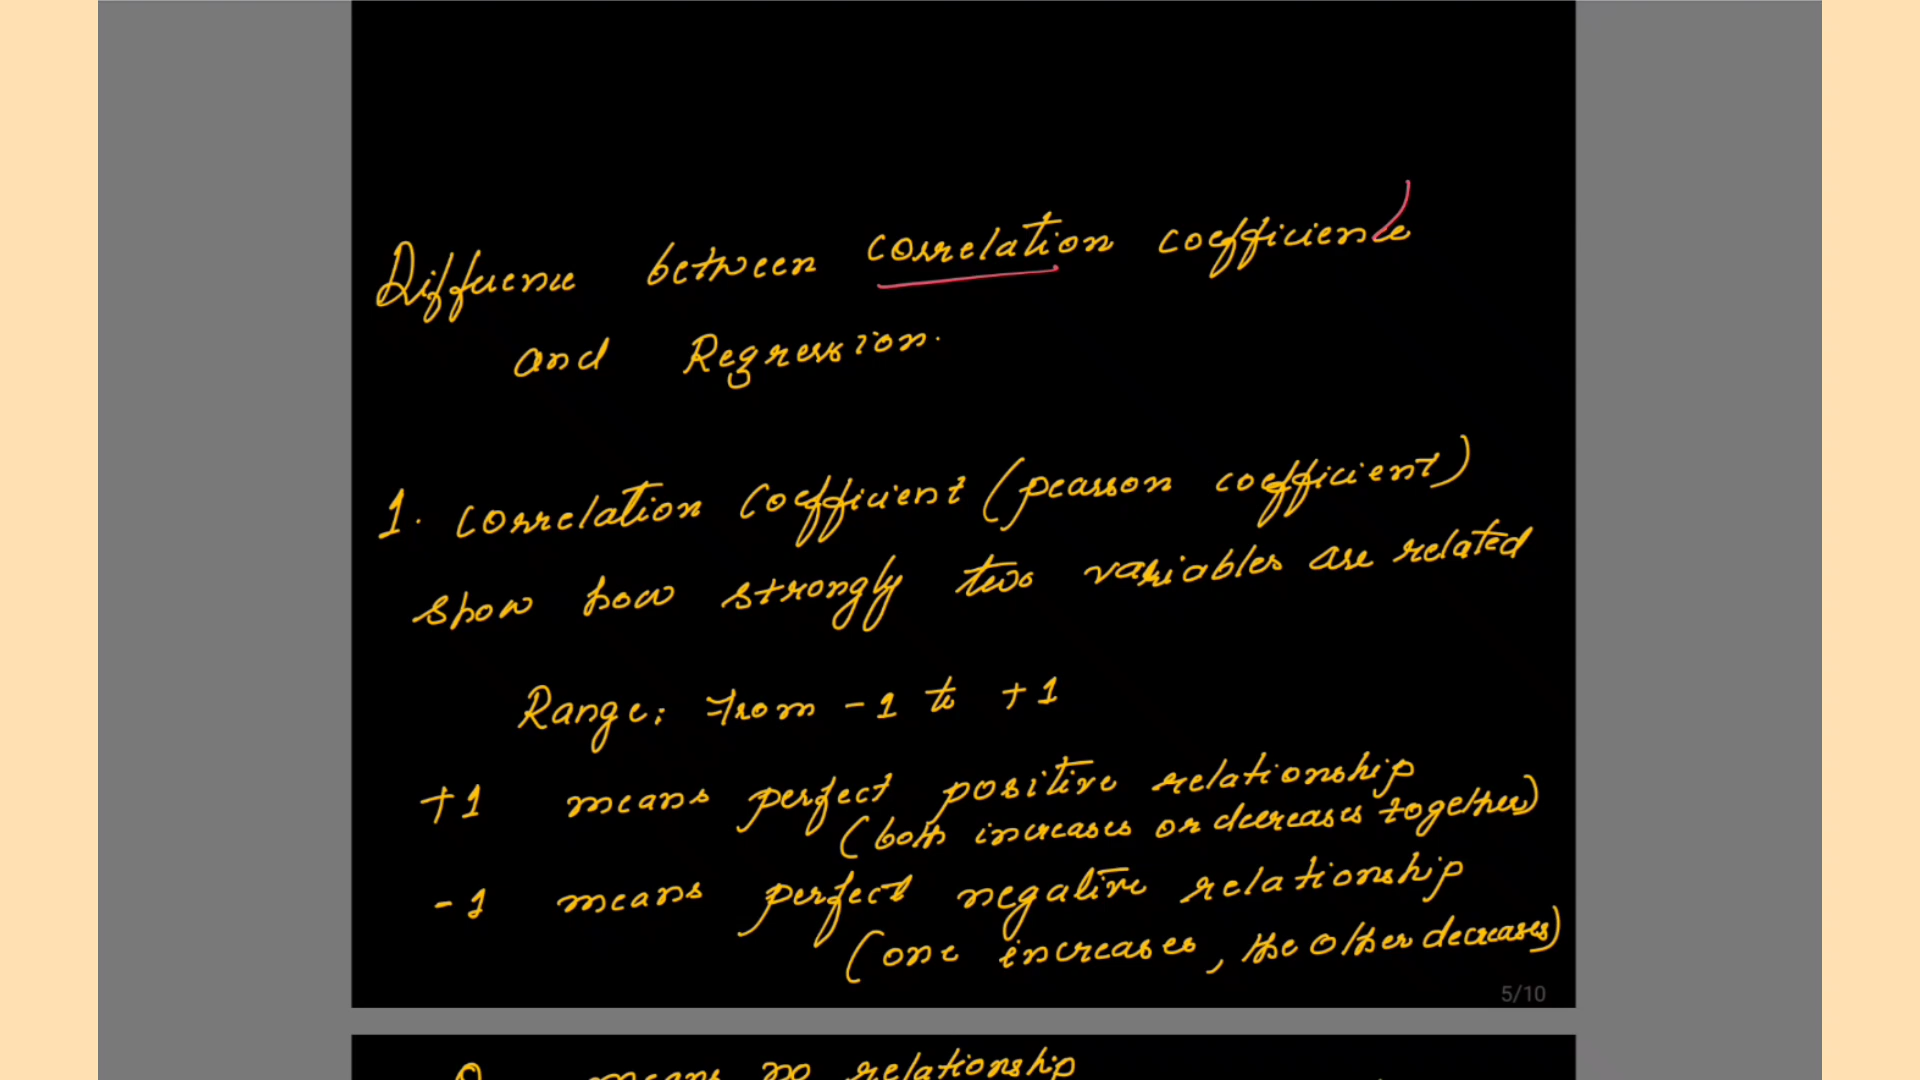 Difference between correlation coefficient
and Regression.
1. correlation coefficient (pearson coefficient)
show how strongly two variables are related
Range: from -1 to +1
+1 means perfect positive relationship
(both increases or decreases together)
-1 means perfect negative relationship
(one increases, the other decreases)
5/10
0 means no relationship